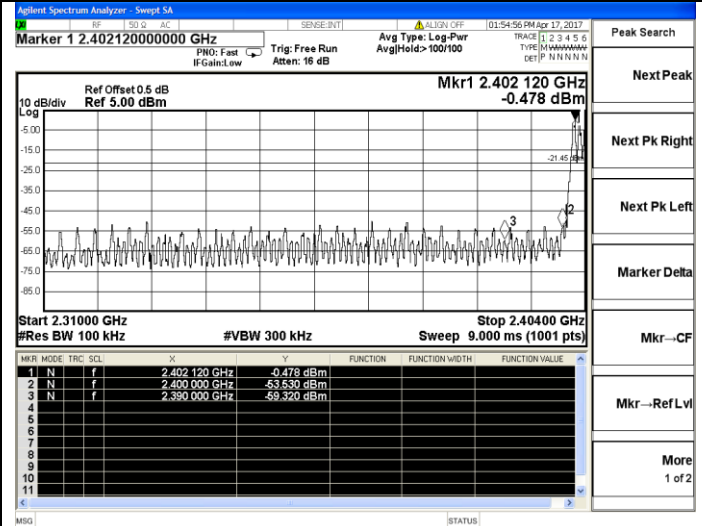 Agilent Spectrum Analyzer - Swept SA
RF 50 Ω AC SENSE:INT ALIGN OFF 01:54:56 PM Apr 17, 2017
Marker 1 2.402120000000 GHz
PNO: Fast
IFGain:Low
Trig: Free Run
Atten: 16 dB
Avg Type: Log-Pwr
Avg|Hold:>100/100
TRACE 1 2 3 4 5 6
TYPE M WWWWW
DET P N N N N N
Peak Search
Next Peak
Next Pk Right
Next Pk Left
Marker Delta
Mkr→CF
Mkr→Ref Lvl
More
1 of 2
Ref Offset 0.5 dB
10 dB/div Ref 5.00 dBm
Log
Mkr1 2.402 120 GHz
-0.478 dBm
-5.00
-15.0
-25.0
-35.0
-45.0
-55.0
-65.0
-75.0
-85.0
-21.45 dBm
2
3
Start 2.31000 GHz Stop 2.40400 GHz
#Res BW 100 kHz #VBW 300 kHz Sweep 9.000 ms (1001 pts)
MKR MODE TRC SCL X Y FUNCTION FUNCTION WIDTH FUNCTION VALUE
1 N f 2.402 120 GHz -0.478 dBm
2 N f 2.400 000 GHz -53.530 dBm
3 N f 2.390 000 GHz -59.320 dBm
4
5
6
7
8
9
10
11
MSG STATUS